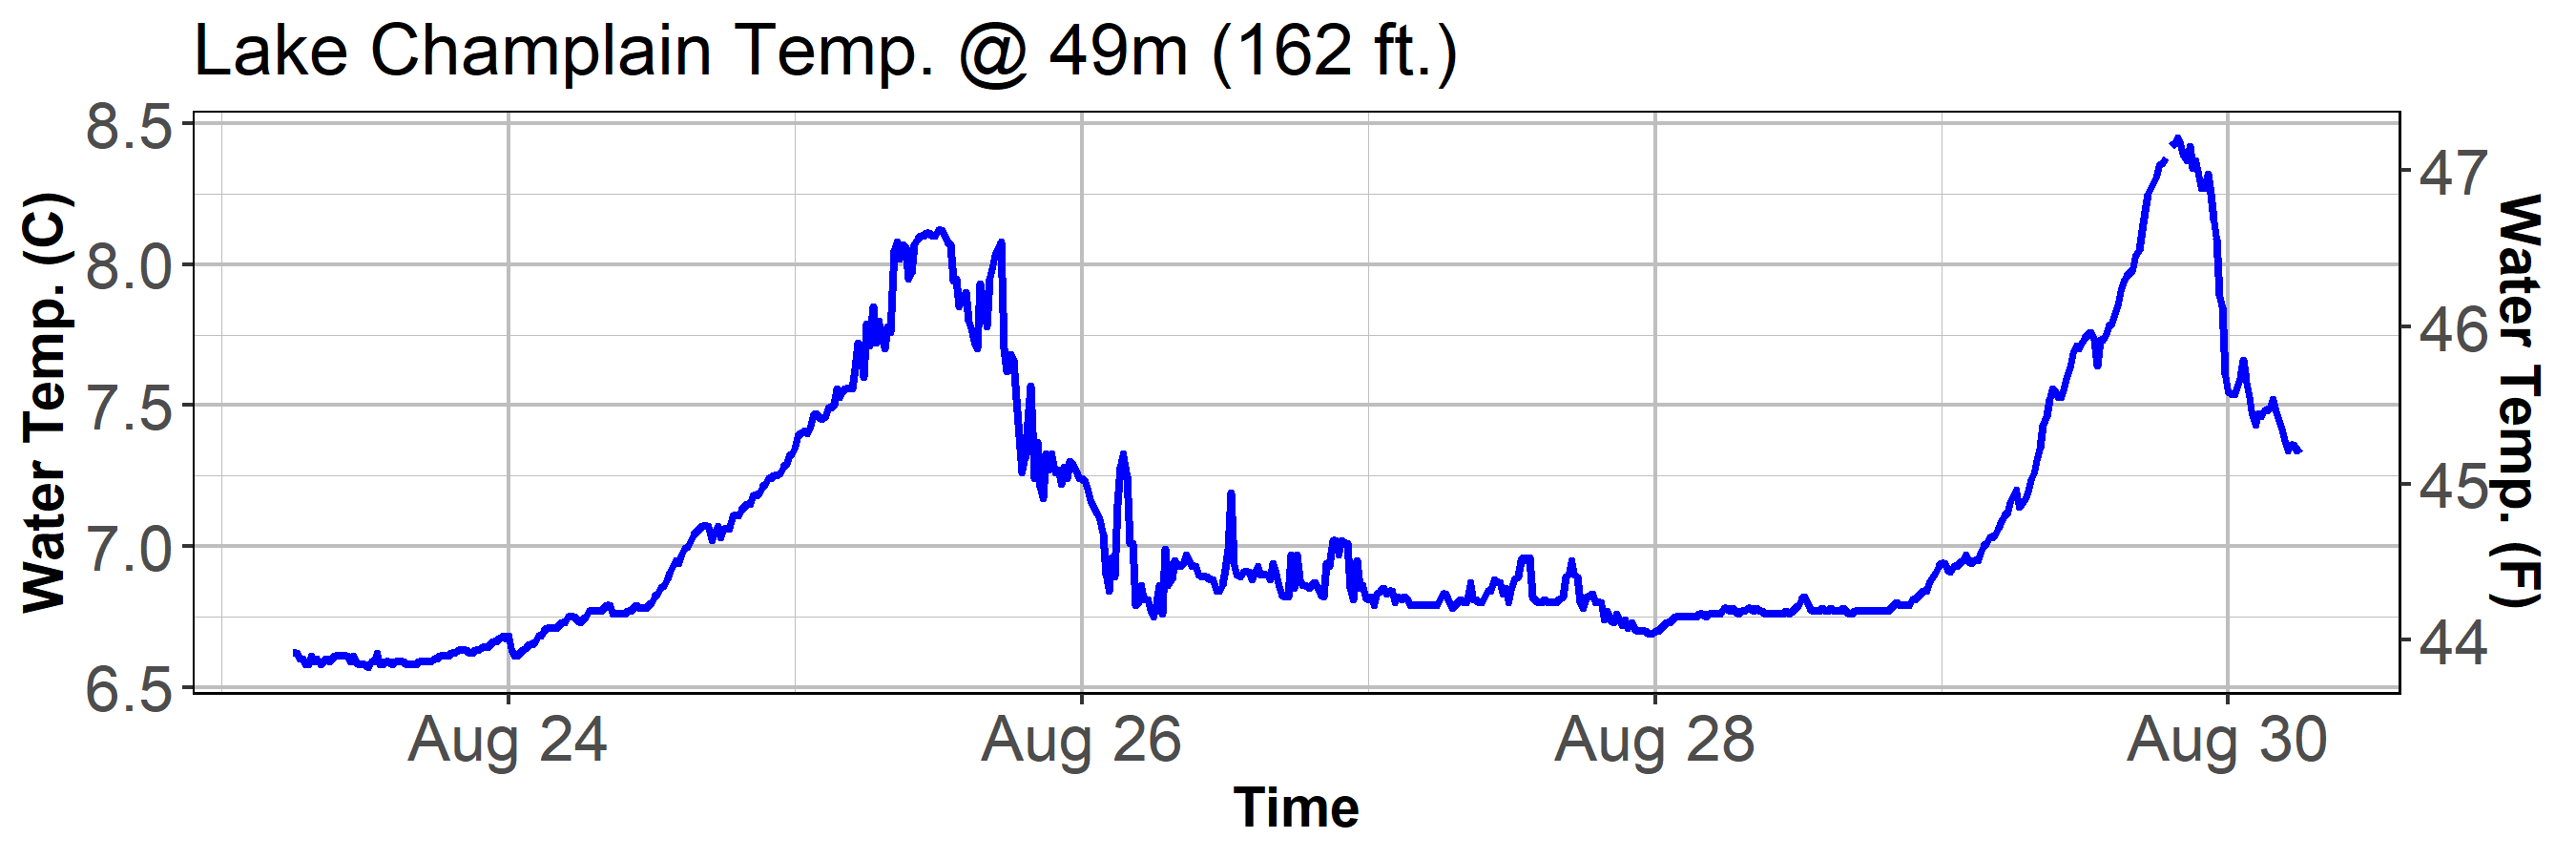 Lake Champlain Temp. @ 49m (162 ft.)
Water Temp. (C)
8.5
8.0
7.5
7.0
6.5
47
46
45
44
Water Temp. (F)
Aug 24 Aug 26 Aug 28 Aug 30
Time